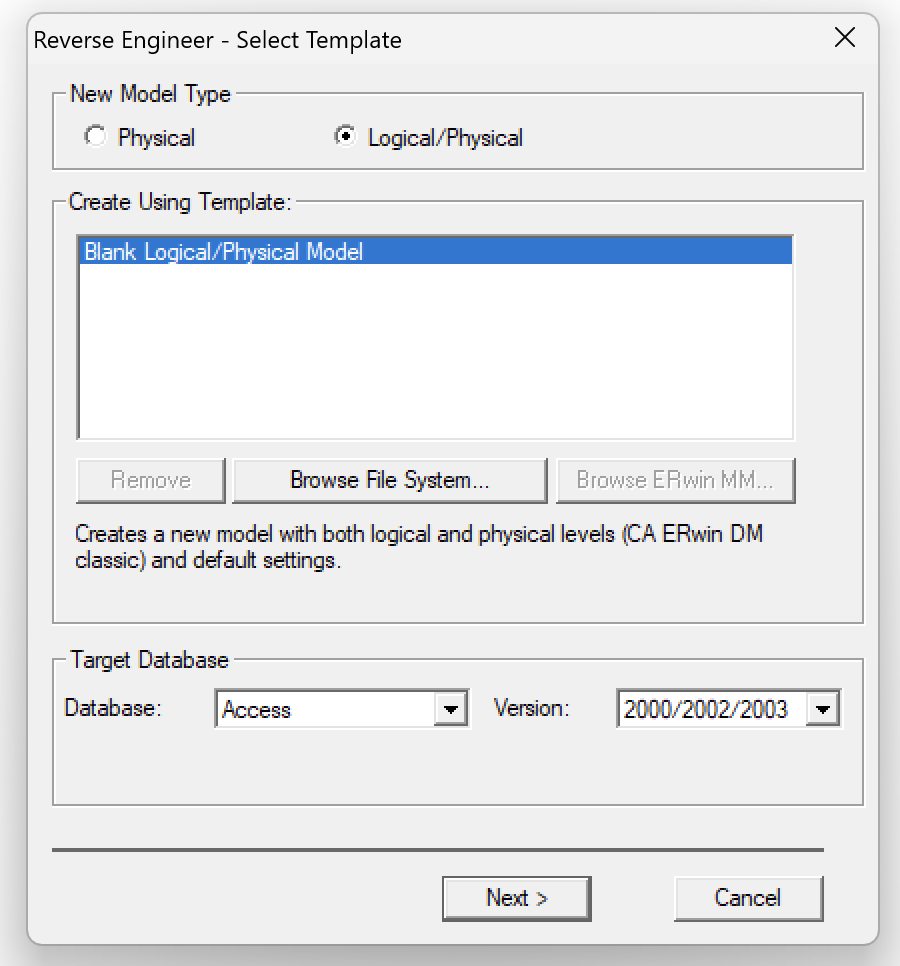 Reverse Engineer - Select Template
New Model Type
Physical
Logical/Physical
Create Using Template:
Blank Logical/Physical Model
Remove
Browse File System...
Browse ERwin MM...
Creates a new model with both logical and physical levels (CA ERwin DM
classic) and default settings.
Target Database
Database:
Access
Version:
2000/2002/2003
Next >
Cancel